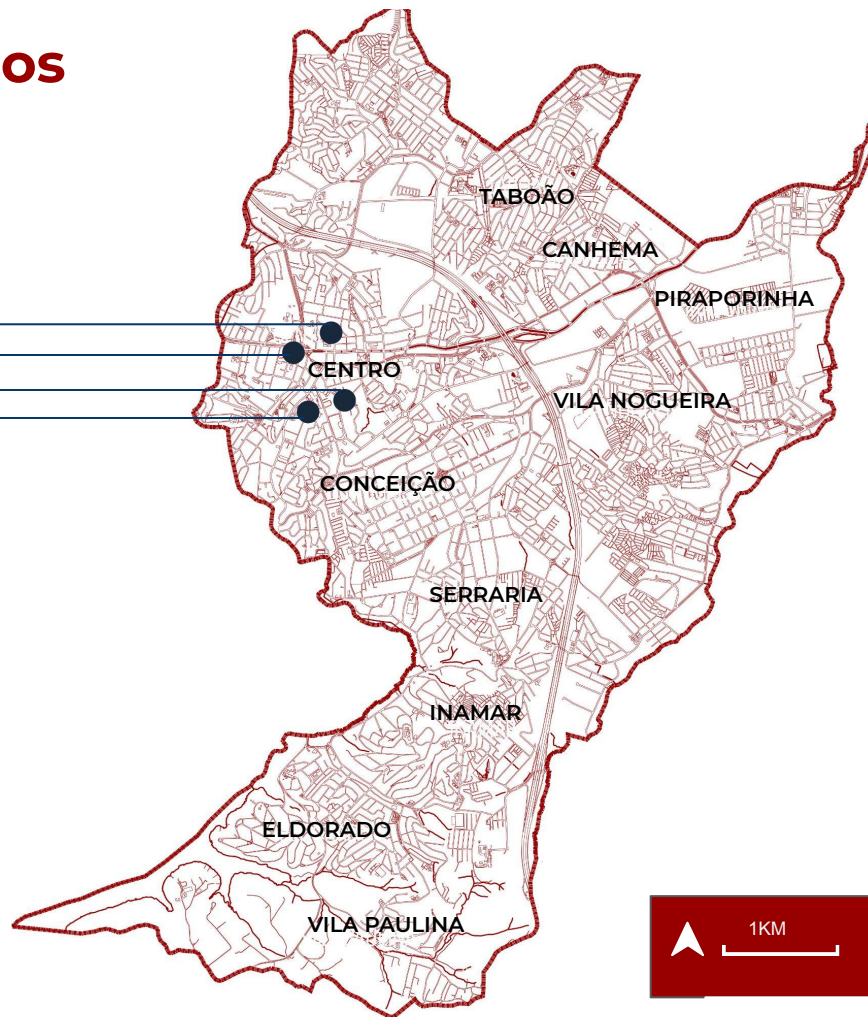 os
TABOÃO
CANHEMA
PIRAPORINHA
CENTRO
VILA NOGUEIRA
CONCEIÇÃO
SERRARIA
INAMAR
ELDORADO
VILA PAULINA
1KM